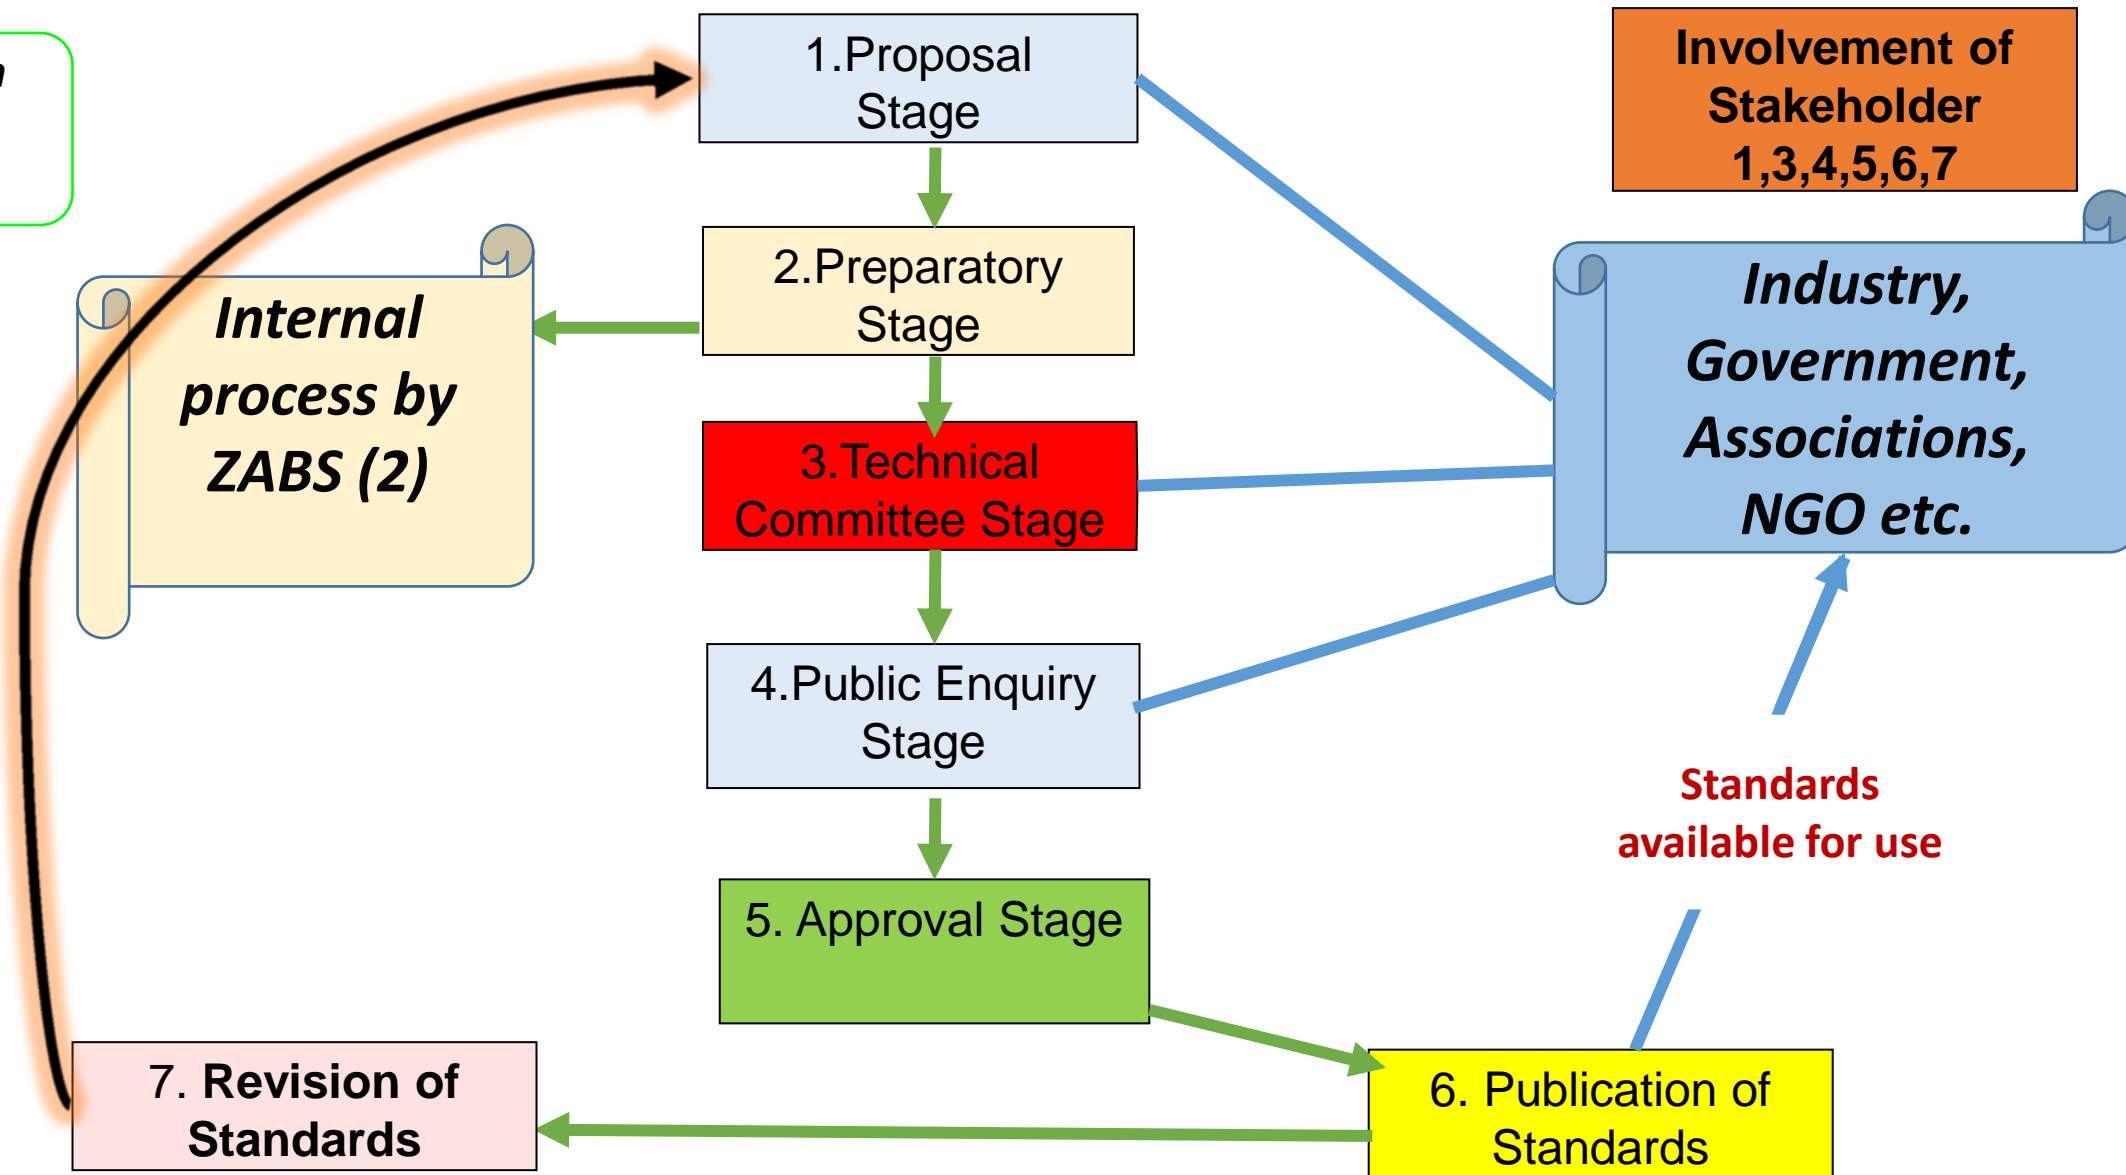 1.Proposal
Stage
Involvement of
Stakeholder
1,3,4,5,6,7
2.Preparatory
Stage
Internal
process by
ZABS (2)
Industry,
Government,
Associations,
NGO etc.
3.Technical
Committee Stage
4.Public Enquiry
Stage
Standards
available for use
5. Approval Stage
6. Publication of
Standards
7. Revision of
Standards